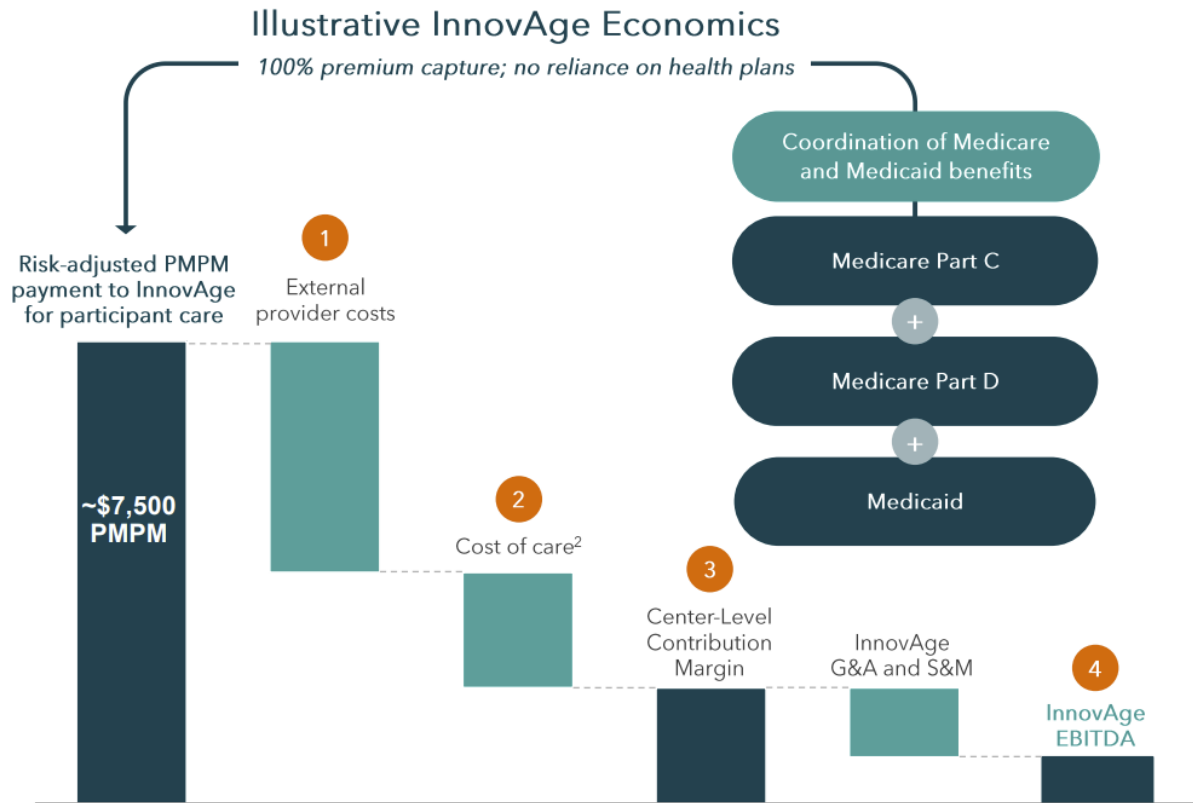 Illustrative InnovAge Economics
100% premium capture; no reliance on health plans
Coordination of Medicare
and Medicaid benefits
Medicare Part C
+
Medicare Part D
+
Medicaid
Risk-adjusted PMPM
payment to InnovAge
for participant care
~$7,500
PMPM
1
External
provider costs
2
Cost of care²
3
Center-Level
Contribution
Margin
InnovAge
G&A and S&M
4
InnovAge
EBITDA